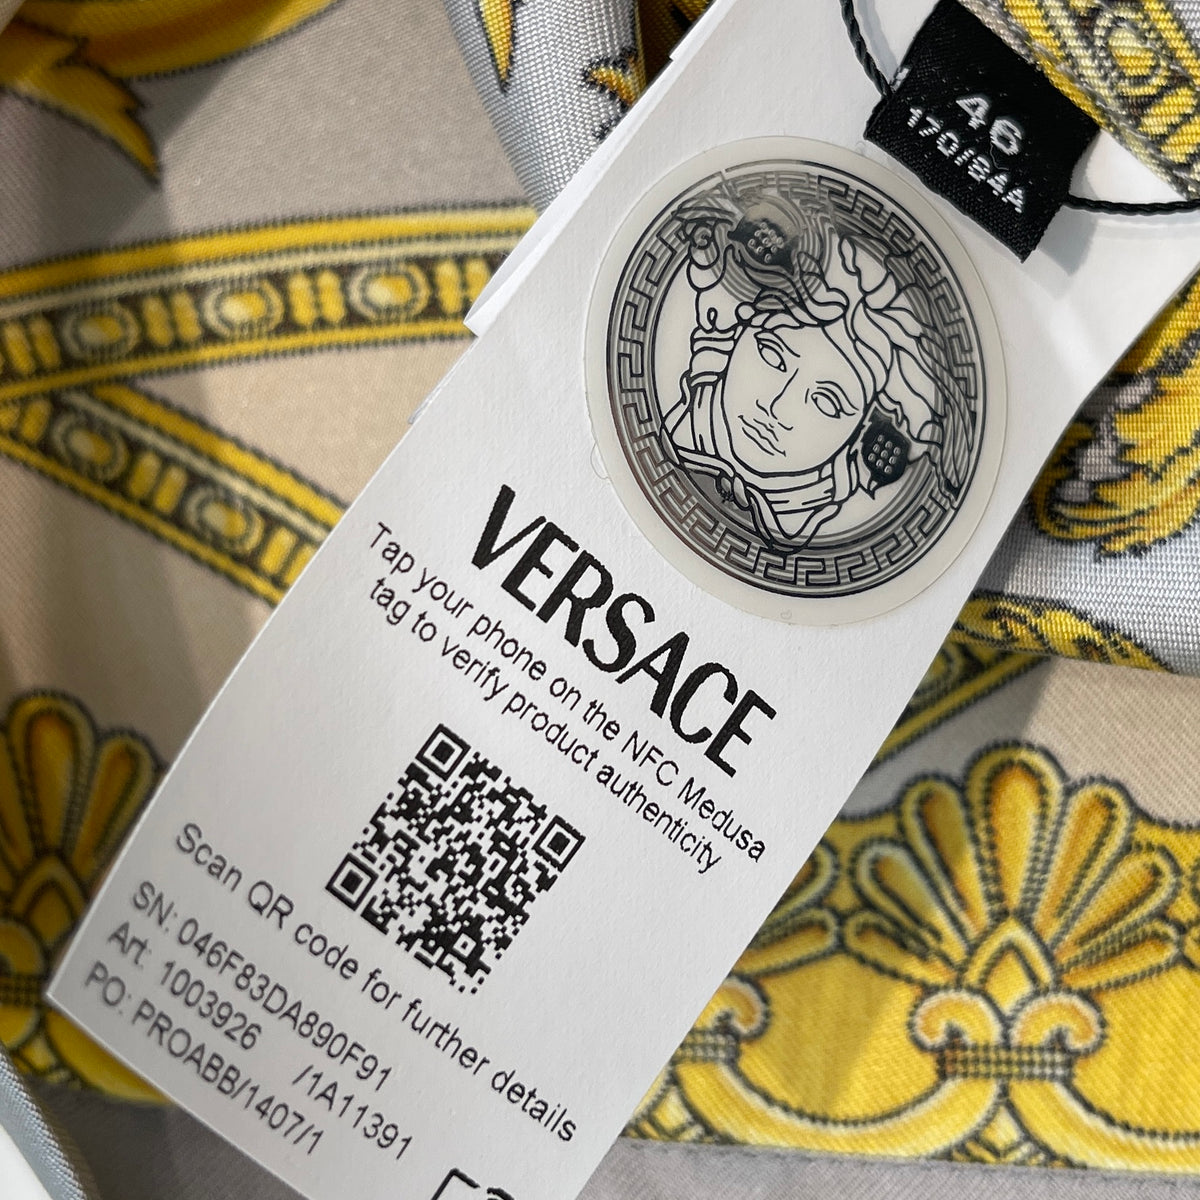 46
170/84A
VERSACE
Tap your phone on the NFC Medusa
tag to verify product authenticity
Scan QR code for further details
SN: 046F83DA890F91
Art: 1003926 /1A11391
PO: PROABB/1407/1